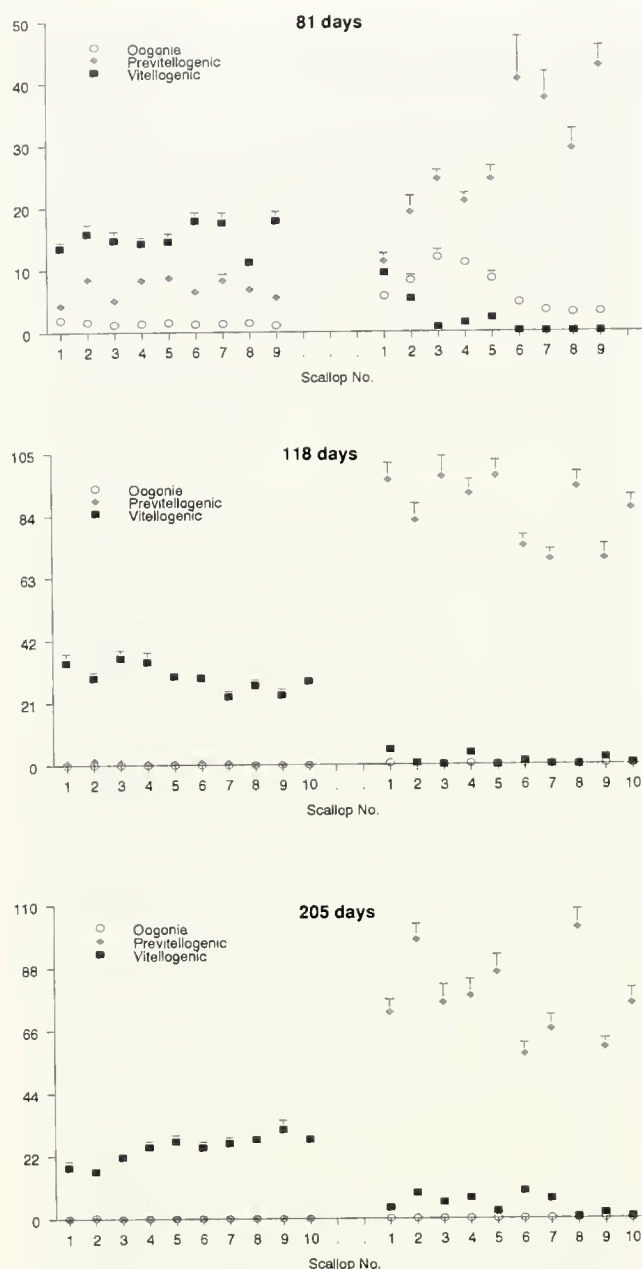 81 days
50
40
30
20
10
0
Oogonia
Previtellogenic
Vitellogenic
1 2 3 4 5 6 7 8 9 . . . 1 2 3 4 5 6 7 8 9
Scallop No.
118 days
105
84
63
42
21
0
Oogonia
Previtellogenic
Vitellogenic
1 2 3 4 5 6 7 8 9 10 . . 1 2 3 4 5 6 7 8 9 10
Scallop No.
205 days
110
88
66
44
22
0
Oogonia
Previtellogenic
Vitellogenic
1 2 3 4 5 6 7 8 9 10 . . 1 2 3 4 5 6 7 8 9 10
Scallop No.